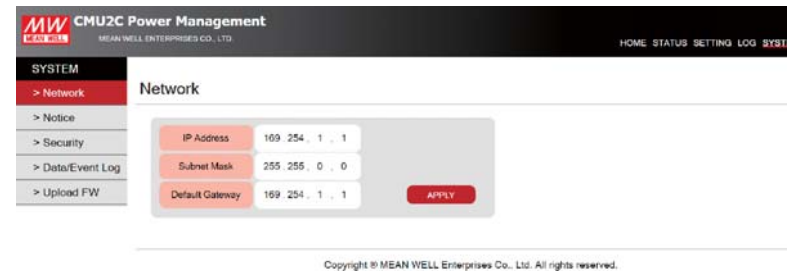 MW
MEAN WELL
CMU2C Power Management
MEAN WELL ENTERPRISES CO., LTD.
HOME STATUS SETTING LOG SYST
SYSTEM
> Network
> Notice
> Security
> Data/Event Log
> Upload FW
Network
IP Address 169 . 254 . 1 . 1
Subnet Mask 255 . 255 . 0 . 0
Default Gateway 169 . 254 . 1 . 1
APPLY
Copyright © MEAN WELL Enterprises Co., Ltd. All rights reserved.